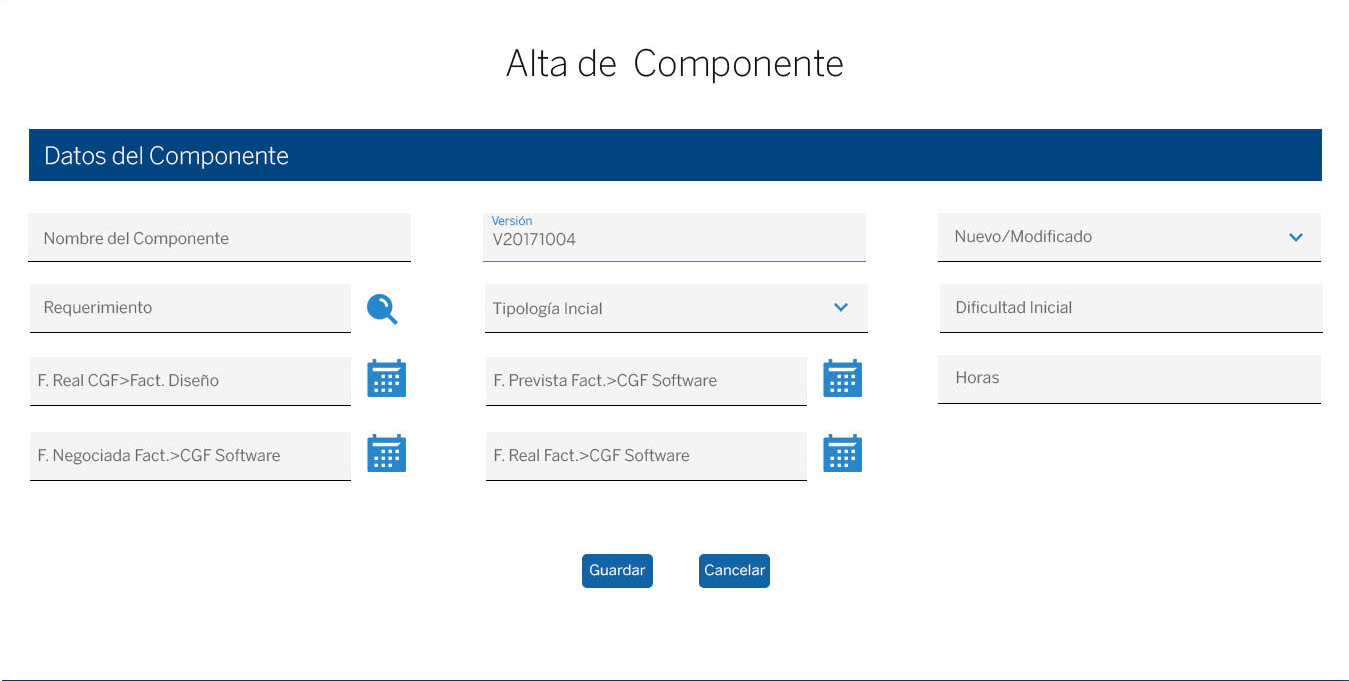 Alta de Componente
Datos del Componente
Nombre del Componente
Versión
V20171004
Nuevo/Modificado
Requerimiento
Tipología Incial
Dificultad Inicial
F. Real CGF>Fact. Diseño
F. Prevista Fact.>CGF Software
Horas
F. Negociada Fact.>CGF Software
F. Real Fact.>CGF Software
Guardar
Cancelar